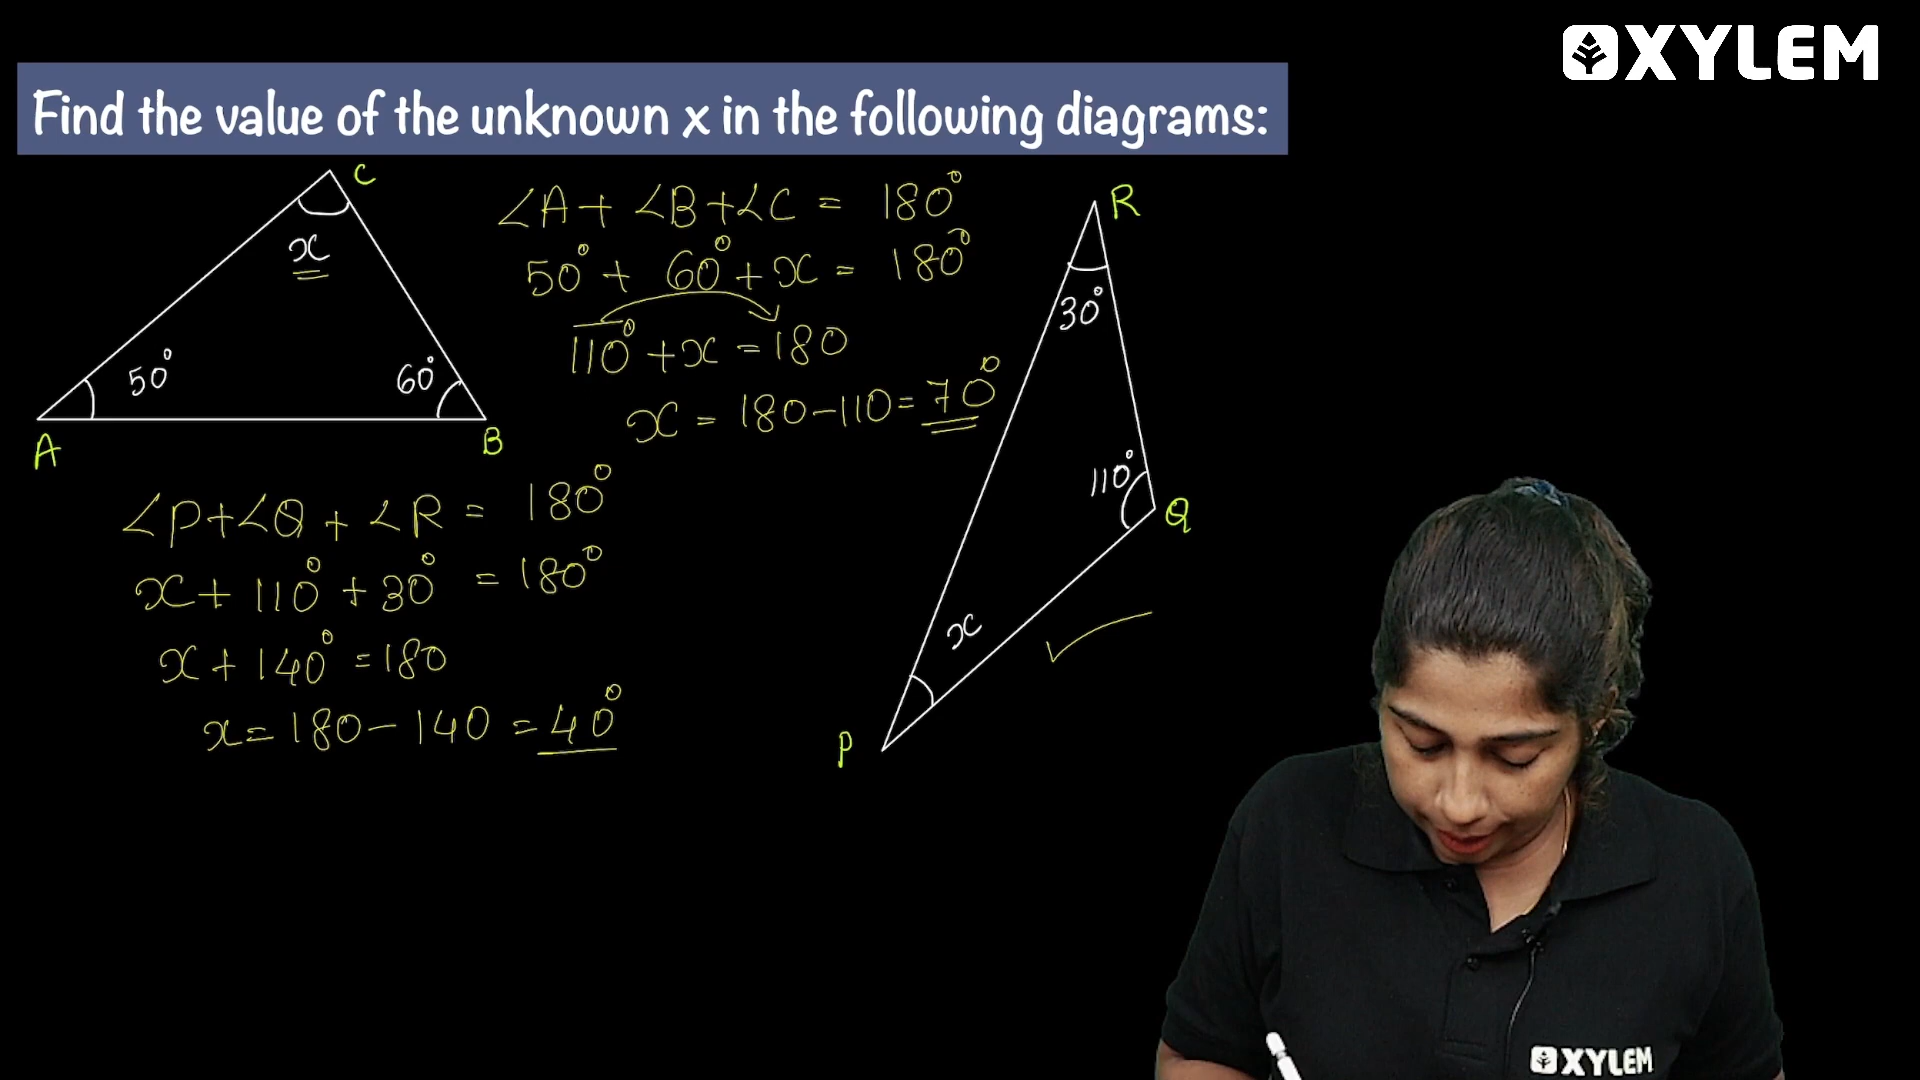 XYLEM
Find the value of the unknown x in the following diagrams:
C
x
50°
60°
A
B
∠A + ∠B + ∠C = 180°
50° + 60° + x = 180°
110° + x = 180
x = 180 - 110 = 70°
R
30°
110°
Q
x
P
∠P + ∠Q + ∠R = 180°
x + 110° + 30° = 180°
x + 140° = 180
x = 180 - 140 = 40°
XYLEM